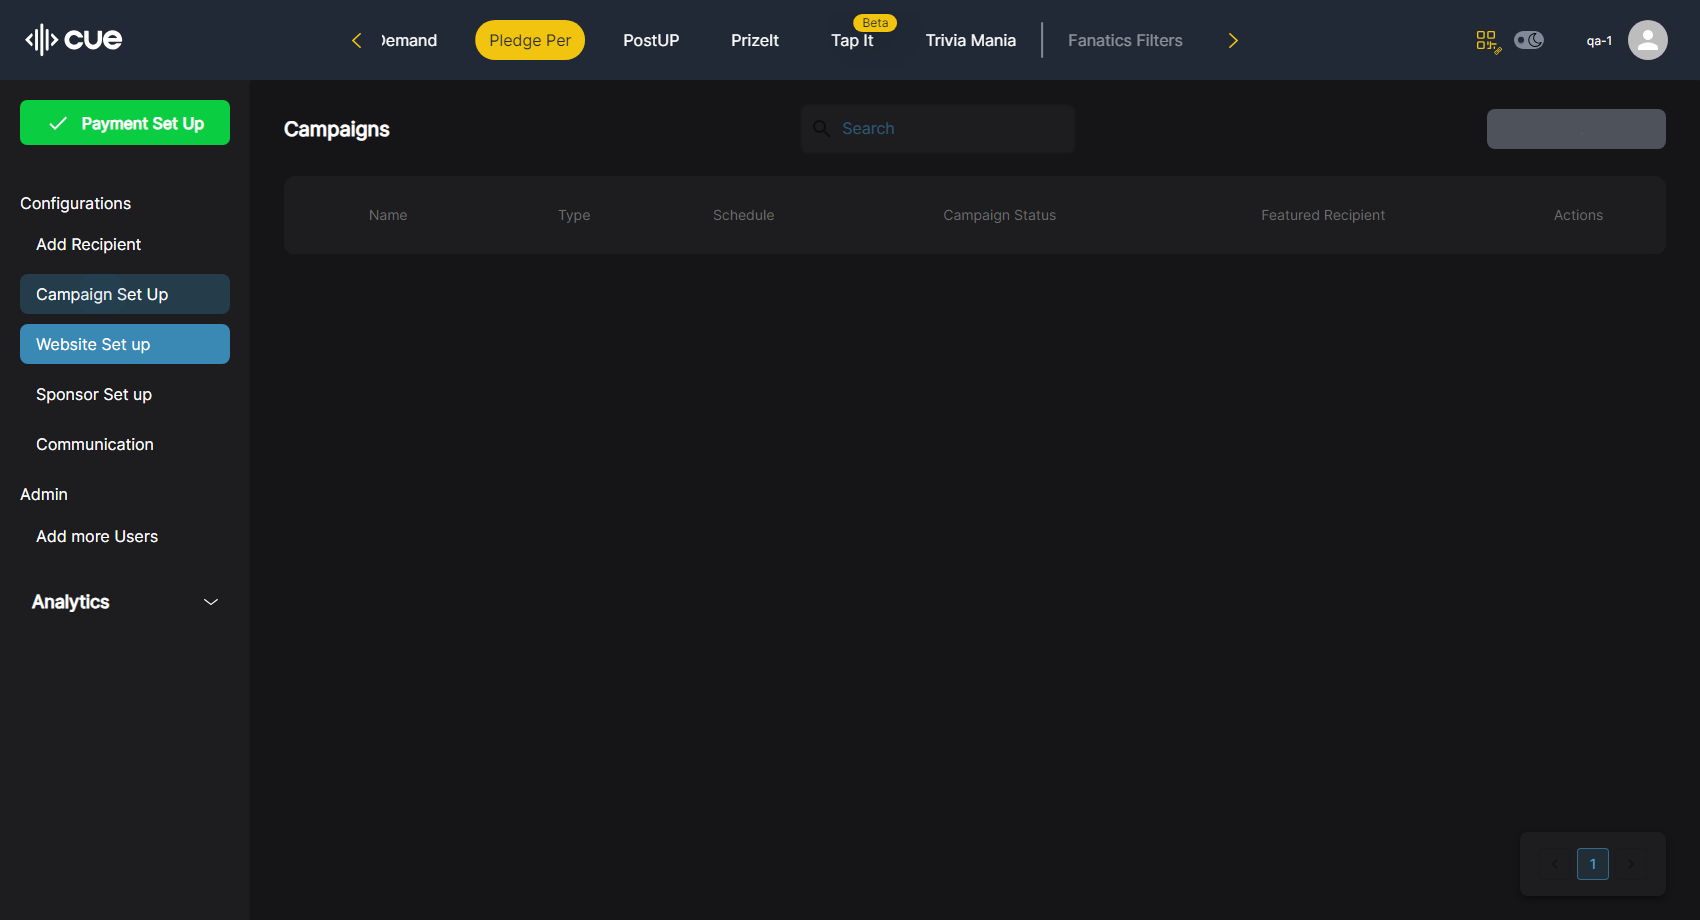 cue
Demand
Pledge Per
PostUP
PrizeIt
Beta
Tap It
Trivia Mania
Fanatics Filters
qa-1
Payment Set Up
Configurations
Add Recipient
Campaign Set Up
Website Set up
Sponsor Set up
Communication
Admin
Add more Users
Analytics
Campaigns
Search
Name
Type
Schedule
Campaign Status
Featured Recipient
Actions
1